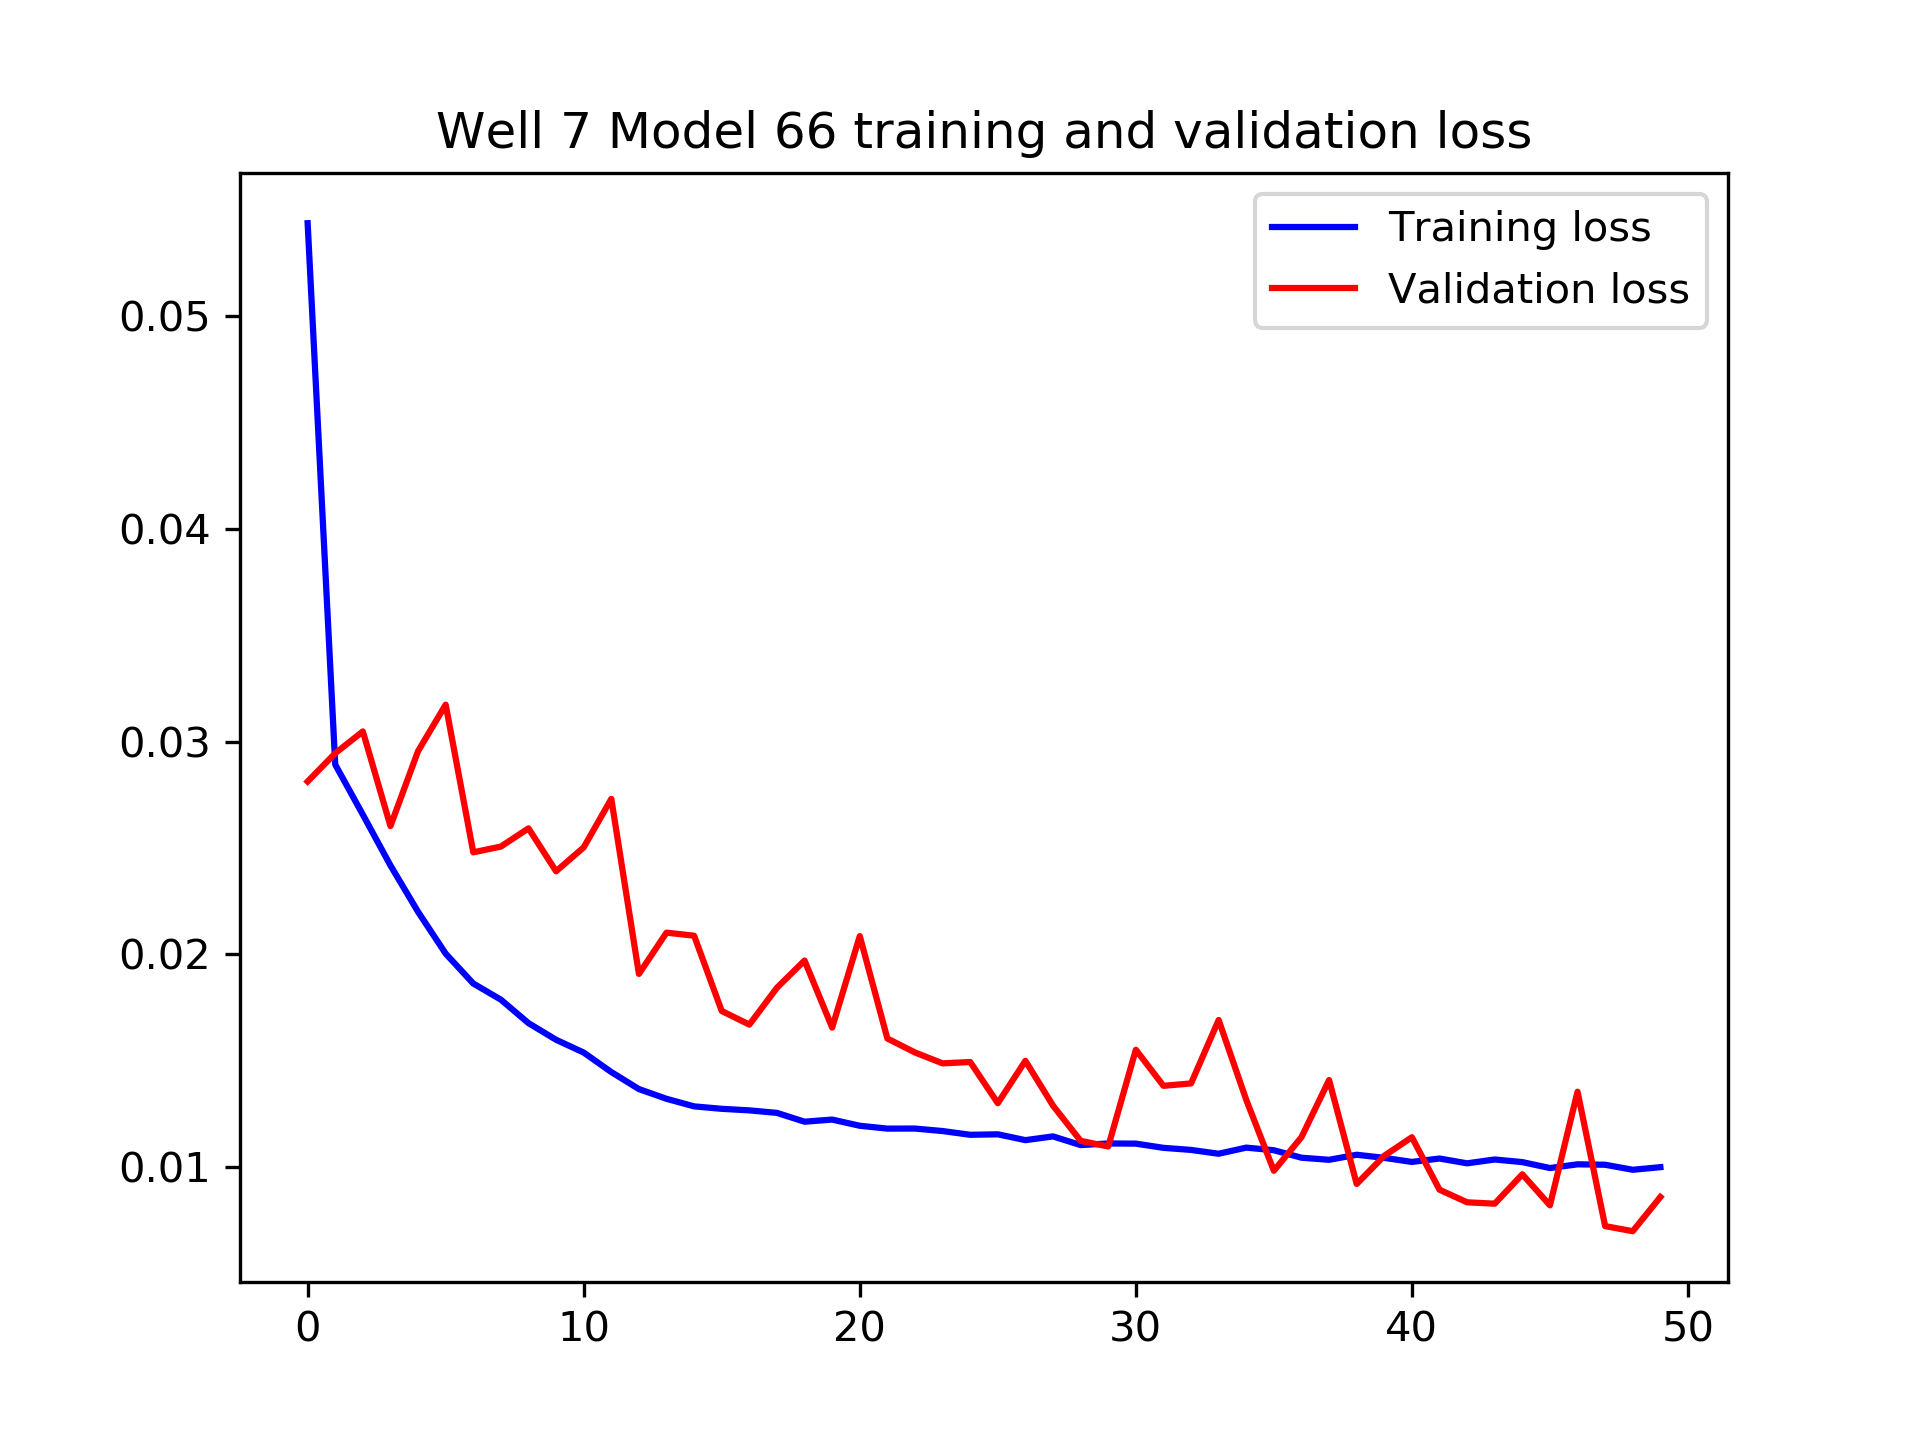 Well 7 Model 66 training and validation loss
Training loss
Validation loss
0.05
0.04
0.03
0.02
0.01
0 10 20 30 40 50